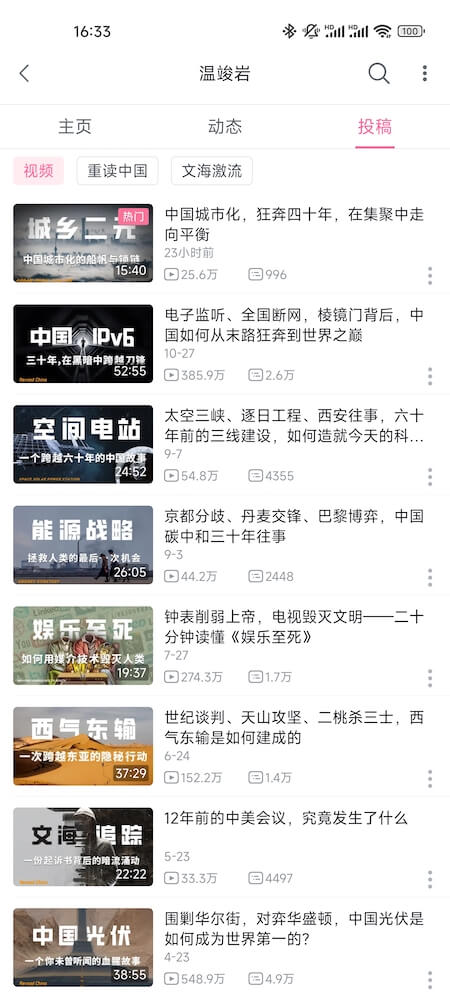 16:33
HD HD 100
温竣岩
主页 动态 投稿
视频 重读中国 文海激流
城乡二元
热门
中国城市化的船帆与锁链
15:40
中国城市化，狂奔四十年，在集聚中走
向平衡
23小时前
25.6万 996
中国 IPv6
三十年,在黑暗中跨越刀锋
52:55
Reread China
电子监听、全国断网，棱镜门背后，中
国如何从末路狂奔到世界之巅
10-27
385.9万 2.6万
空间电站
一个跨越六十年的中国故事
24:52
SPACE SOLAR POWER STATION
太空三峡、逐日工程、西安往事，六十
年前的三线建设，如何造就今天的科...
9-7
54.8万 4355
能源战略
拯救人类的最后一次机会
26:05
ENERGY STRATEGY
京都分歧、丹麦交锋、巴黎博弈，中国
碳中和三十年往事
9-3
44.2万 2448
娱乐至死
如何用媒介技术毁灭人类
19:37
钟表削弱上帝，电视毁灭文明——二十
分钟读懂《娱乐至死》
7-27
274.3万 1.7万
西气东输
一次跨越东亚的隐秘行动
37:29
世纪谈判、天山攻坚、二桃杀三士，西
气东输是如何建成的
6-24
152.2万 1.4万
文海 追踪
一份起诉书背后的暗流涌动
22:22
12年前的中美会议，究竟发生了什么
5-23
33.3万 4497
中国光伏
一个你未曾听闻的血腥故事
38:55
Reread China
围剿华尔街，对弈华盛顿，中国光伏是
如何成为世界第一的?
4-23
548.9万 4.9万